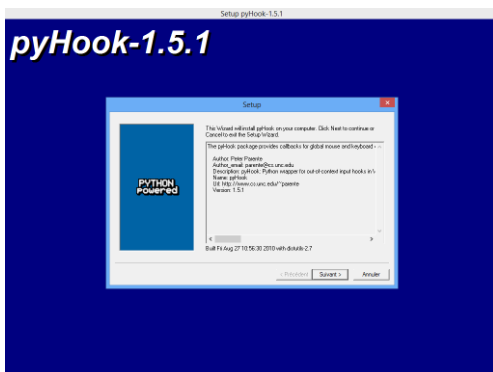 Setup pyHook-1.5.1
pyHook-1.5.1
Setup
This Wizard will install pyHook on your computer. Click Next to continue or
Cancel to exit the Setup Wizard.
The pyHook package provides callbacks for global mouse and keyboard
Author: Peter Parente
Author_email: parente@cs.unc.edu
Description: pyHook: Python wrapper for out-of-context input hooks in
Name: pyHook
Url: http://www.cs.unc.edu/~parente
Version: 1.5.1
PYTHON
Powered
Built Fri Aug 27 10:56:30 2010 with distutils-2.7
< Précédent
Suivant >
Annuler